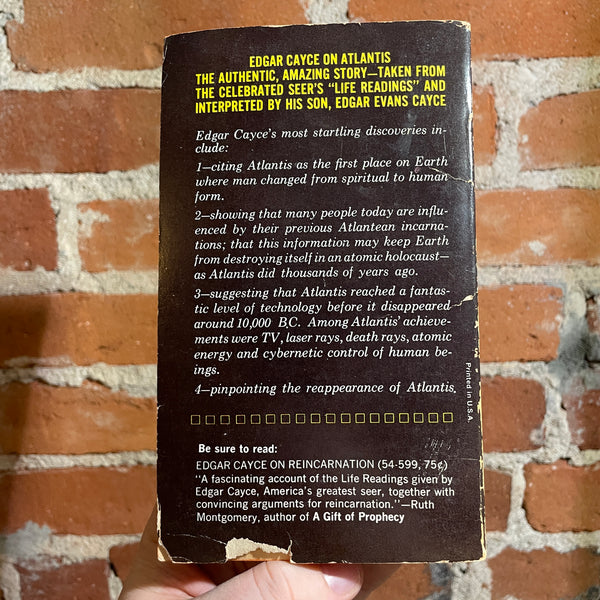 EDGAR CAYCE ON ATLANTIS
THE AUTHENTIC, AMAZING STORY—TAKEN FROM
THE CELEBRATED SEER'S "LIFE READINGS" AND
INTERPRETED BY HIS SON, EDGAR EVANS CAYCE
Edgar Cayce's most startling discoveries in-
clude:
1—citing Atlantis as the first place on Earth
where man changed from spiritual to human
form.
2—showing that many people today are influ-
enced by their previous Atlantean incarna-
tions; that this information may keep Earth
from destroying itself in an atomic holocaust—
as Atlantis did thousands of years ago.
3—suggesting that Atlantis reached a fantas-
tic level of technology before it disappeared
around 10,000 B.C. Among Atlantis' achieve-
ments were TV, laser rays, death rays, atomic
energy and cybernetic control of human be-
ings.
4—pinpointing the reappearance of Atlantis.
Printed in U.S.A.
Be sure to read:
EDGAR CAYCE ON REINCARNATION (54-599, 75¢)
"A fascinating account of the Life Readings given by
Edgar Cayce, America's greatest seer, together with
convincing arguments for reincarnation."—Ruth
Montgomery, author of A Gift of Prophecy